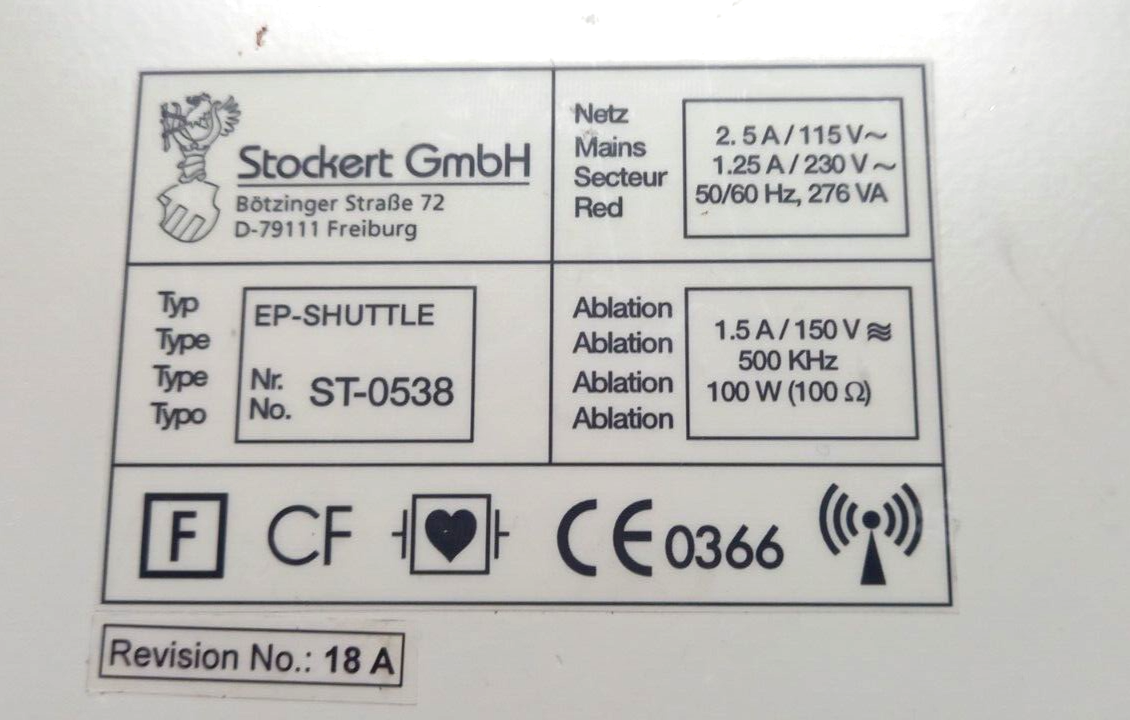 Stockert GmbH
Bötzinger Straße 72
D-79111 Freiburg
Netz
Mains
Secteur
Red
2. 5 A / 115 V ~
1.25 A / 230 V ~
50/60 Hz, 276 VA
Typ
Type
Type
Typo
EP-SHUTTLE
Nr.
No.
ST-0538
Ablation
Ablation
Ablation
Ablation
1.5 A / 150 V ≋
500 KHz
100 W (100 Ω)
F CF CE 0366
Revision No.: 18 A